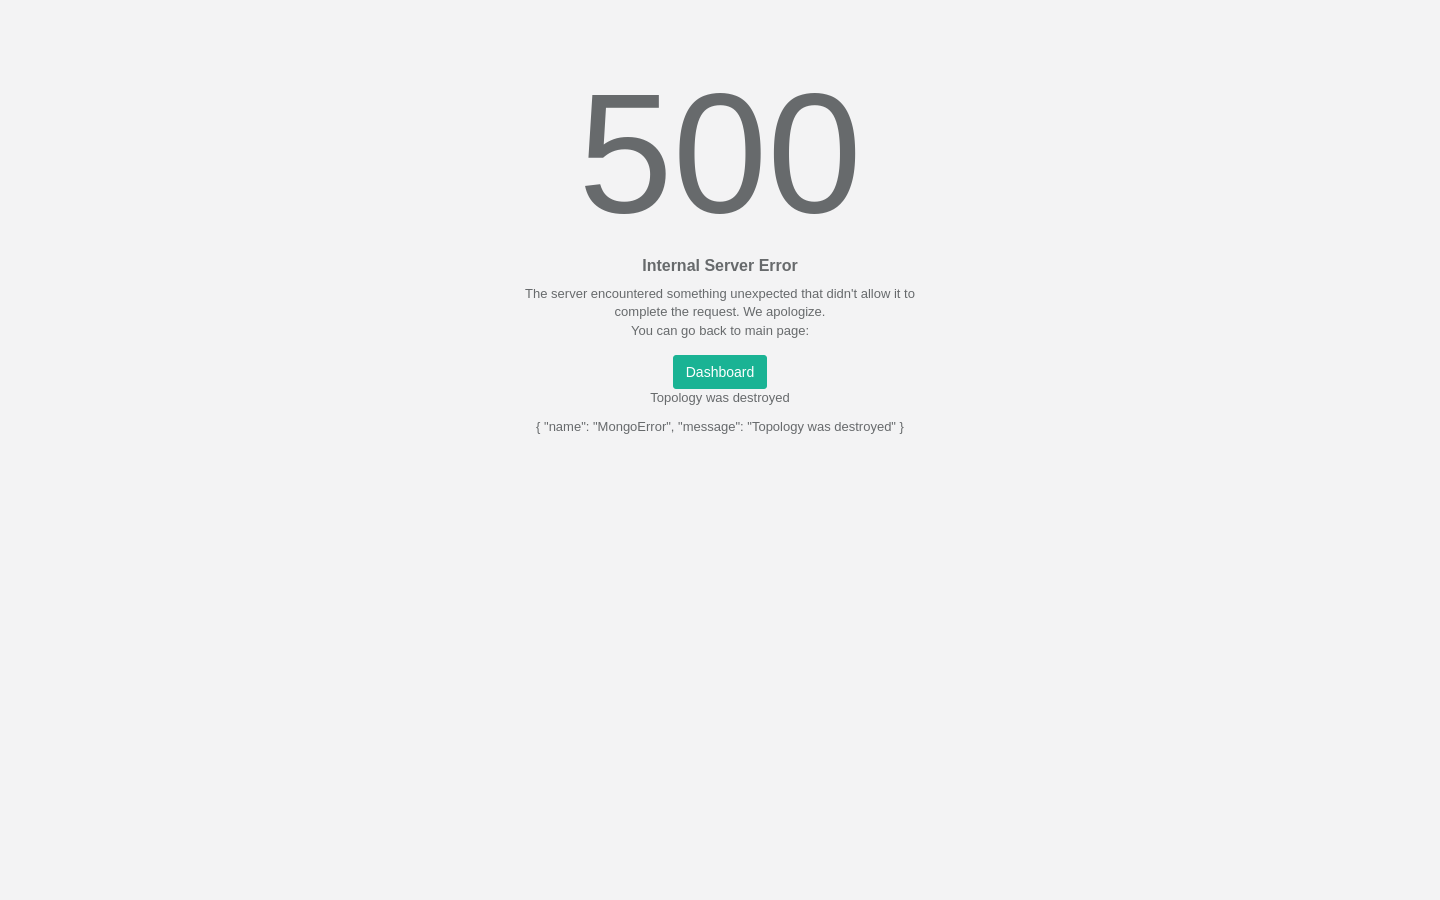 500
Internal Server Error
The server encountered something unexpected that didn't allow it to
complete the request. We apologize.
You can go back to main page:
Dashboard
Topology was destroyed
{ "name": "MongoError", "message": "Topology was destroyed" }